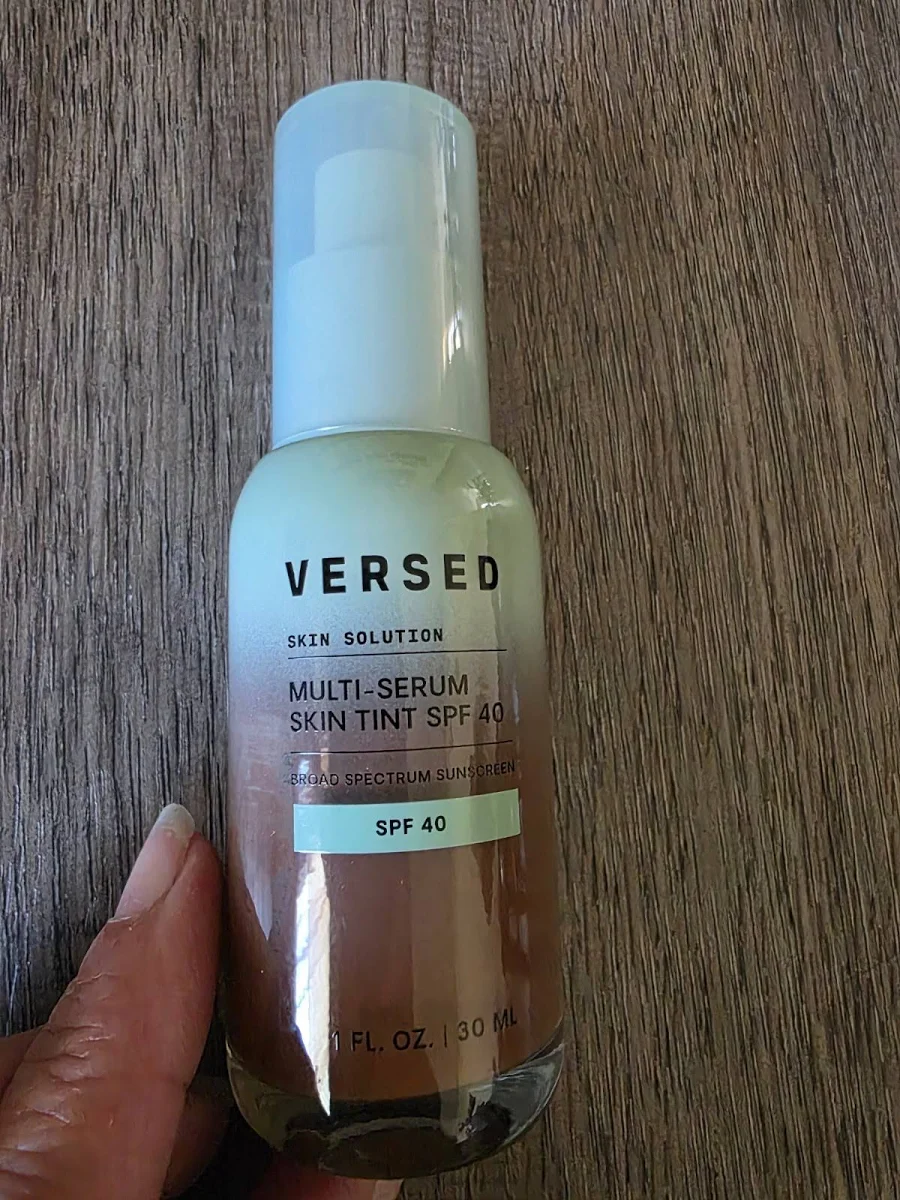 VERSED
SKIN SOLUTION
MULTI-SERUM
SKIN TINT SPF 40
BROAD SPECTRUM SUNSCREEN
SPF 40
1 FL. OZ. | 30 ML